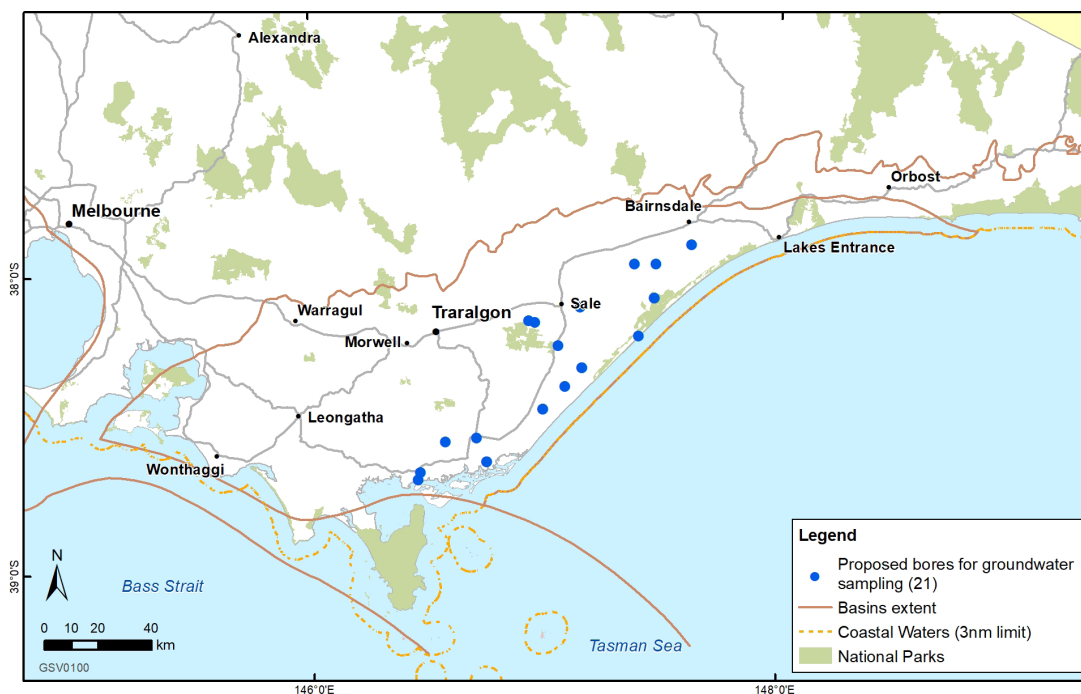 Alexandra
Melbourne
Orbost
Bairnsdale
Lakes Entrance
38°0'S
Warragul
Traralgon
Sale
Morwell
Leongatha
Wonthaggi
Legend
Proposed bores for groundwater
sampling (21)
Basins extent
Coastal Waters (3nm limit)
National Parks
N
39°0'S
Bass Strait
0 10 20 40
km
Tasman Sea
GSV0100
146°0'E
148°0'E